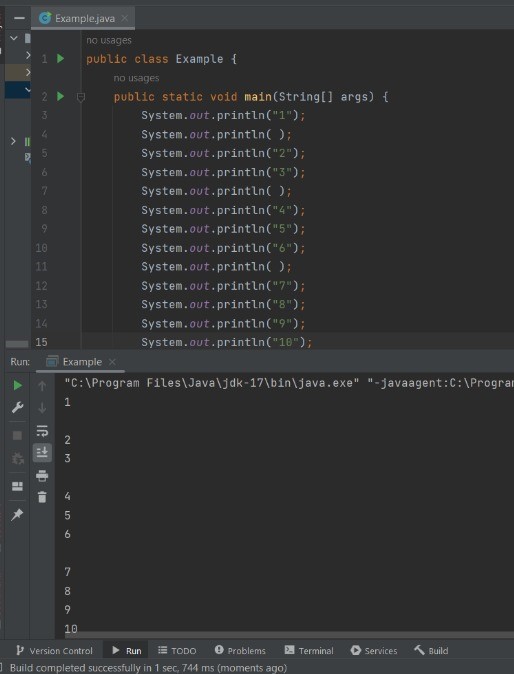 Example.java
no usages
1 public class Example {
no usages
2 public static void main(String[] args) {
3 System.out.println("1");
4 System.out.println( );
5 System.out.println("2");
6 System.out.println("3");
7 System.out.println( );
8 System.out.println("4");
9 System.out.println("5");
10 System.out.println("6");
11 System.out.println( );
12 System.out.println("7");
13 System.out.println("8");
14 System.out.println("9");
15 System.out.println("10");
Run: Example
"C:\Program Files\Java\jdk-17\bin\java.exe" "-javaagent:C:\Program
1
2
3
4
5
6
7
8
9
10
Version Control Run TODO Problems Terminal Services Build
Build completed successfully in 1 sec, 744 ms (moments ago)